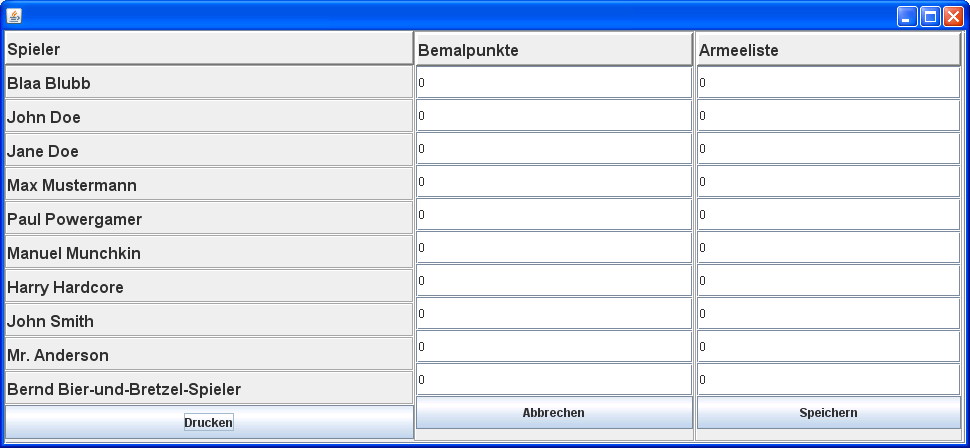 Spieler Bemalpunkte Armeeliste
Blaa Blubb 0 0
John Doe 0 0
Jane Doe 0 0
Max Mustermann 0 0
Paul Powergamer 0 0
Manuel Munchkin 0 0
Harry Hardcore 0 0
John Smith 0 0
Mr. Anderson 0 0
Bernd Bier-und-Bretzel-Spieler 0 0
Drucken Abbrechen Speichern